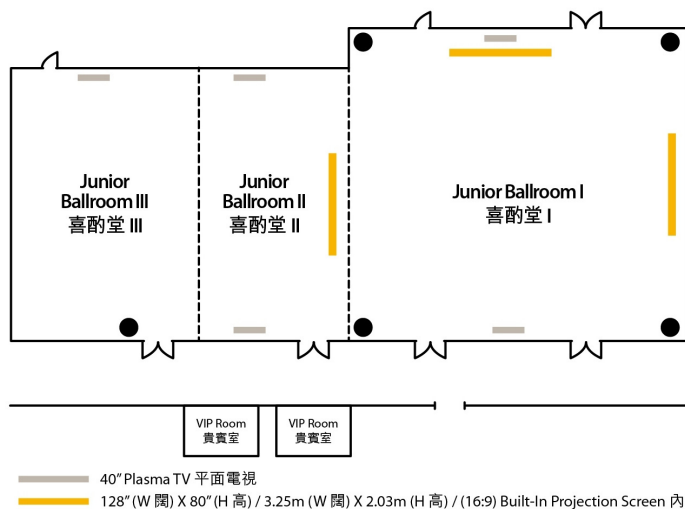 Junior
Ballroom III
喜酌堂 III
Junior
Ballroom II
喜酌堂 II
Junior Ballroom I
喜酌堂 I
VIP Room
貴賓室
VIP Room
貴賓室
40” Plasma TV 平面電視
128” (W 闊) X 80” (H 高) / 3.25m (W 闊) X 2.03m (H 高) / (16:9) Built-In Projection Screen 內